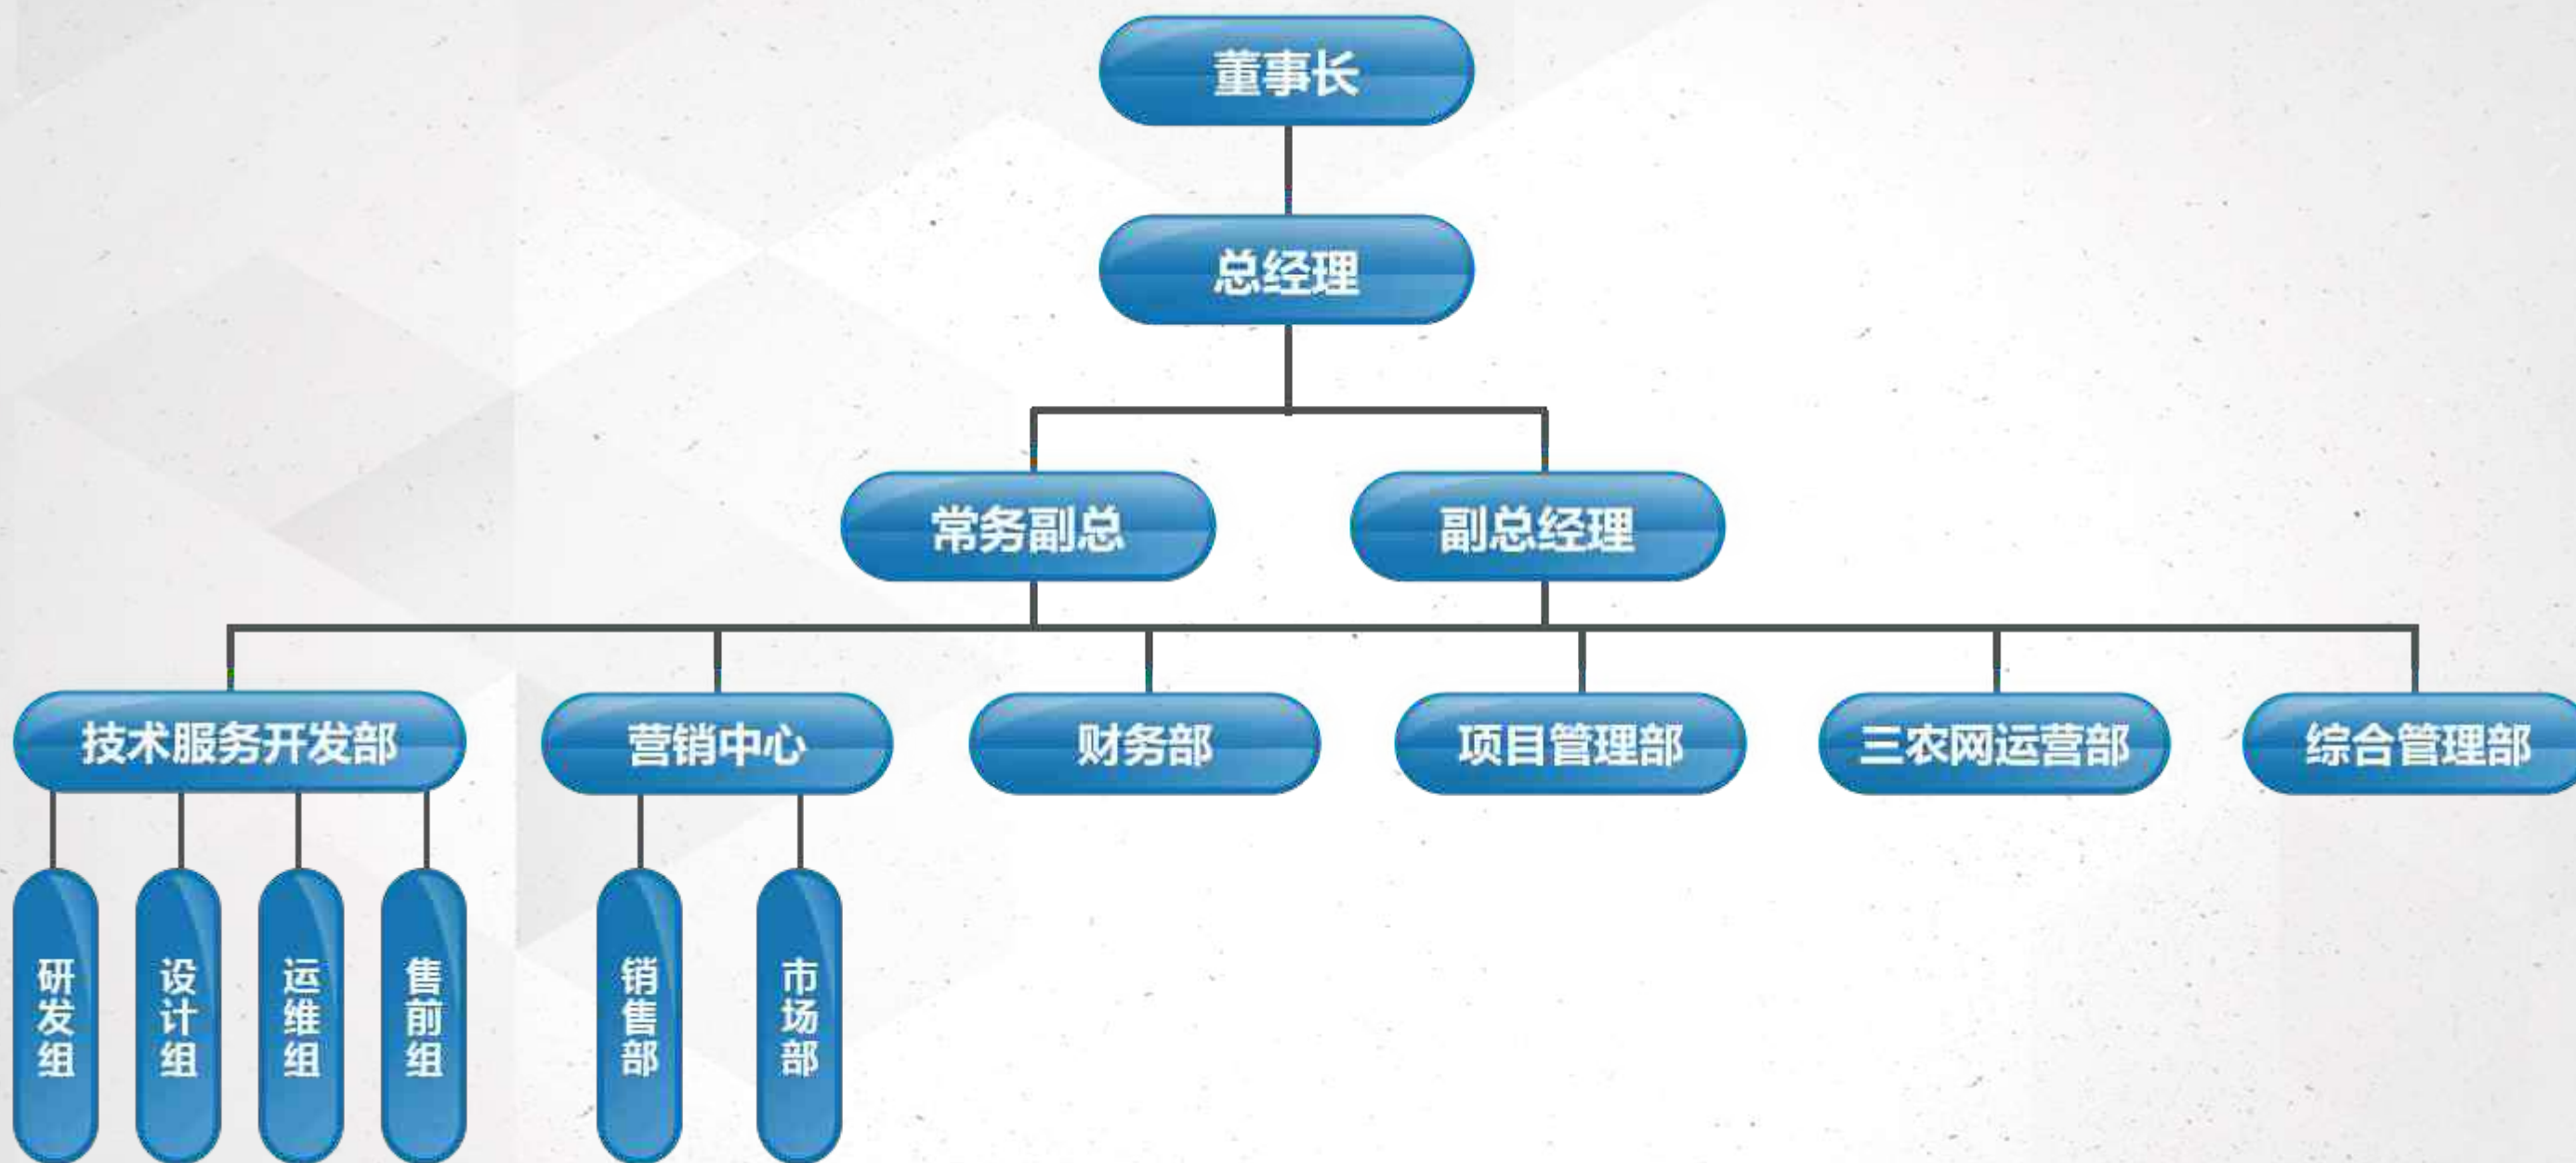 董事长
总经理
常务副总
副总经理
技术服务开发部
营销中心
财务部
项目管理部
三农网运营部
综合管理部
研发组
设计组
运维组
售前组
销售部
市场部